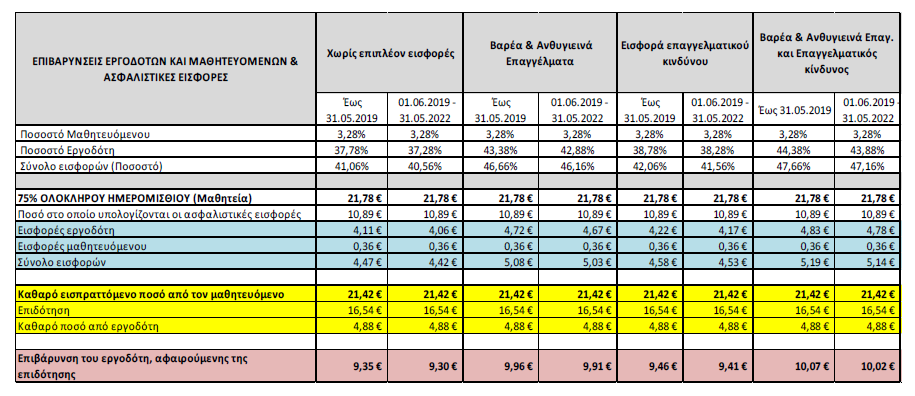 ΕΠΙΒΑΡΥΝΣΕΙΣ ΕΡΓΟΔΟΤΩΝ ΚΑΙ ΜΑΘΗΤΕΥΟΜΕΝΩΝ &
ΑΣΦΑΛΙΣΤΙΚΕΣ ΕΙΣΦΟΡΕΣ
Χωρίς επιπλέον εισφορές
Βαρέα & Ανθυγιεινά
Επαγγέλματα
Εισφορά επαγγελματικού
κινδύνου
Βαρέα & Ανθυγιεινά Επαγ.
και Επαγγελματικός
κίνδυνος
Έως 31.05.2019 01.06.2019 - 31.05.2022 Έως 31.05.2019 01.06.2019 - 31.05.2022 Έως 31.05.2019 01.06.2019 - 31.05.2022 Έως 31.05.2019 01.06.2019 - 31.05.2022
Ποσοστό Μαθητευόμενου 3,28% 3,28% 3,28% 3,28% 3,28% 3,28% 3,28% 3,28%
Ποσοστό Εργοδότη 37,78% 37,28% 43,38% 42,88% 38,78% 38,28% 44,38% 43,88%
Σύνολο εισφορών (Ποσοστό) 41,06% 40,56% 46,66% 46,16% 42,06% 41,56% 47,66% 47,16%
75% ΟΛΟΚΛΗΡΟΥ ΗΜΕΡΟΜΙΣΘΙΟΥ (Μαθητεία) 21,78 € 21,78 € 21,78 € 21,78 € 21,78 € 21,78 € 21,78 € 21,78 €
Ποσό στο οποίο υπολογίζονται οι ασφαλιστικές εισφορές 10,89 € 10,89 € 10,89 € 10,89 € 10,89 € 10,89 € 10,89 € 10,89 €
Εισφορές εργοδότη 4,11 € 4,06 € 4,72 € 4,67 € 4,22 € 4,17 € 4,83 € 4,78 €
Εισφορές μαθητευόμενου 0,36 € 0,36 € 0,36 € 0,36 € 0,36 € 0,36 € 0,36 € 0,36 €
Σύνολο εισφορών 4,47 € 4,42 € 5,08 € 5,03 € 4,58 € 4,53 € 5,19 € 5,14 €
Καθαρό εισπραττόμενο ποσό από τον μαθητευόμενο 21,42 € 21,42 € 21,42 € 21,42 € 21,42 € 21,42 € 21,42 € 21,42 €
Επιδότηση 16,54 € 16,54 € 16,54 € 16,54 € 16,54 € 16,54 € 16,54 € 16,54 €
Καθαρό ποσό από εργοδότη 4,88 € 4,88 € 4,88 € 4,88 € 4,88 € 4,88 € 4,88 € 4,88 €
Επιβάρυνση του εργοδότη, αφαιρούμενης της
επιδότησης 9,35 € 9,30 € 9,96 € 9,91 € 9,46 € 9,41 € 10,07 € 10,02 €